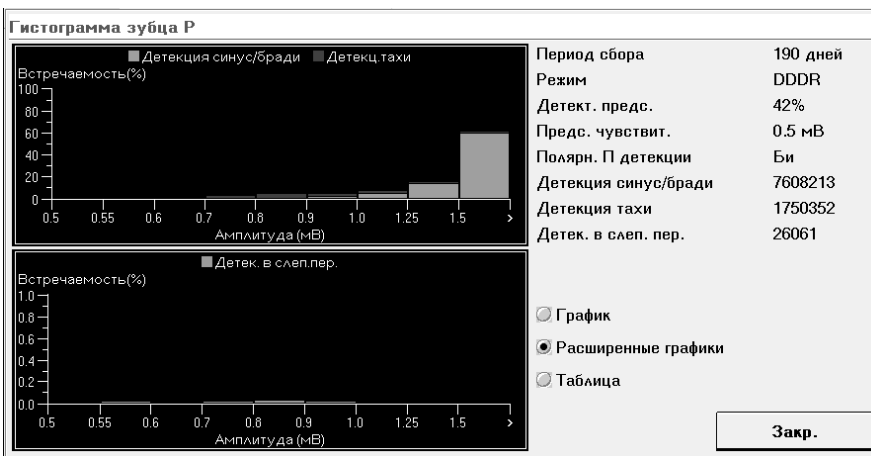 Гистограмма зубца Р
Детекция синус/бради Детекц.тахи
Встречаемость(%)
100
80
60
40
20
0
0.5 0.55 0.6 0.7 0.8 0.9 1.0 1.25 1.5 >
Амплитуда (мВ)
Детек. в слеп.пер.
Встречаемость(%)
1.0
0.8
0.6
0.4
0.2
0.0
0.5 0.55 0.6 0.7 0.8 0.9 1.0 1.25 1.5 >
Амплитуда (мВ)
Период сбора 190 дней
Режим DDDR
Детект. предс. 42%
Предс. чувствит. 0.5 мВ
Полярн. П детекции Би
Детекция синус/бради 7608213
Детекция тахи 1750352
Детек. в слеп. пер. 26061
График
Расширенные графики
Таблица
Закр.